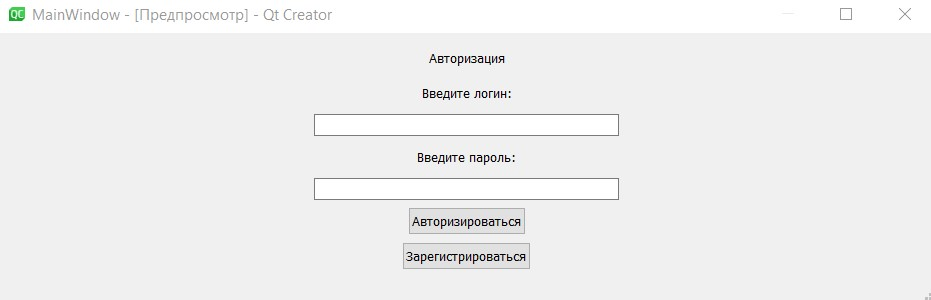 MainWindow - [Предпросмотр] - Qt Creator
Авторизация
Введите логин:
Введите пароль:
Авторизироваться
Зарегистрироваться